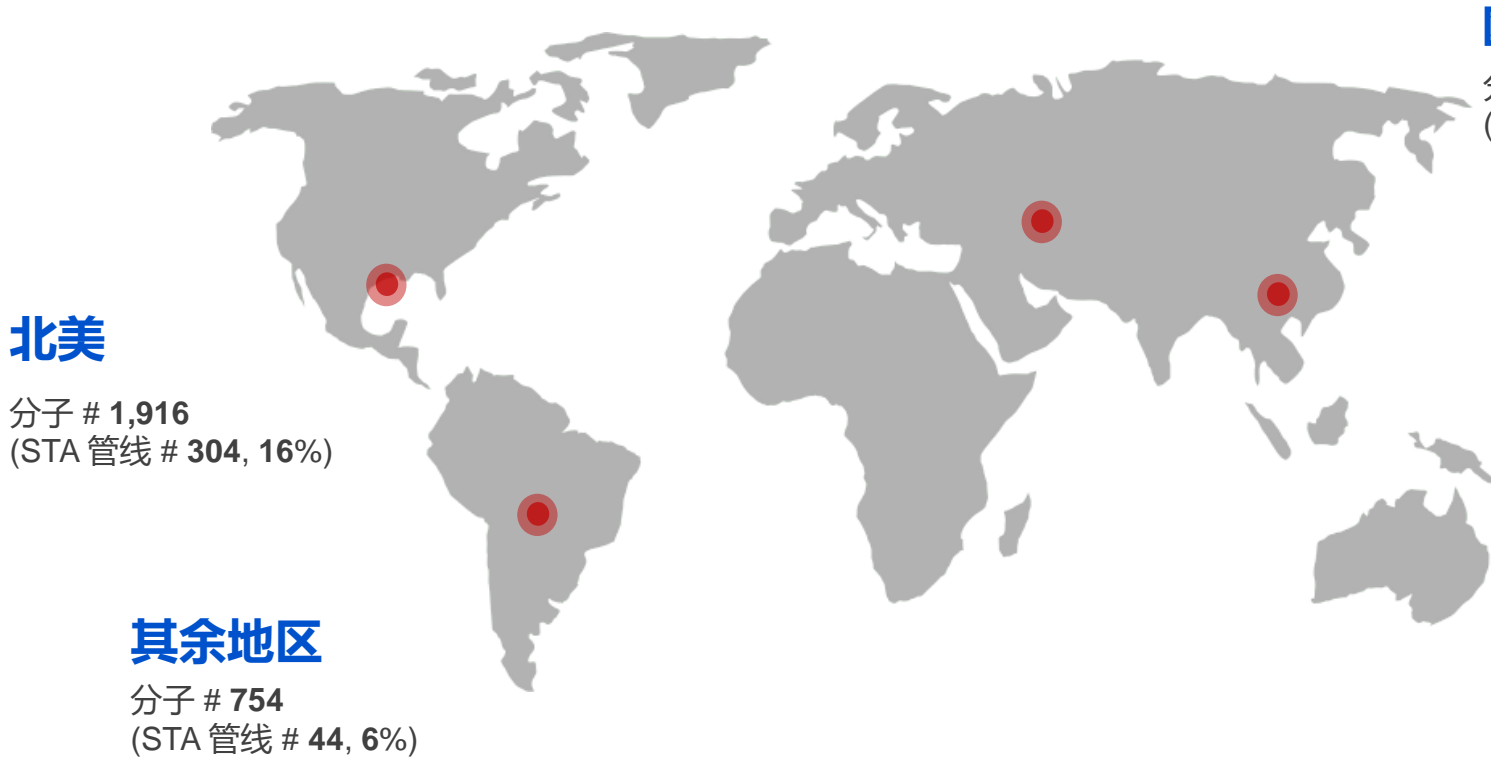 北美
分子 # 1,916
(STA 管线 # 304, 16%)
其余地区
分子 # 754
(STA 管线 # 44, 6%)